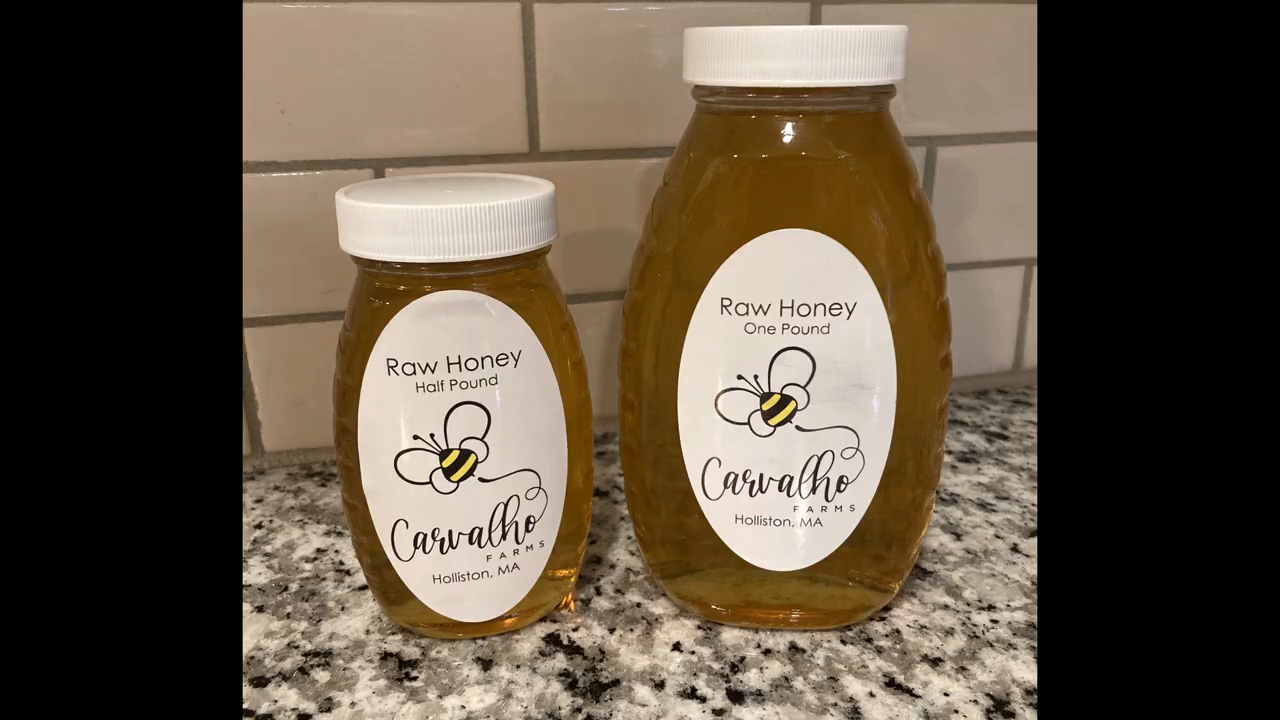 Raw Honey
Half Pound
Carvalho
FARMS
Holliston, MA
Raw Honey
One Pound
Carvalho
FARMS
Holliston, MA